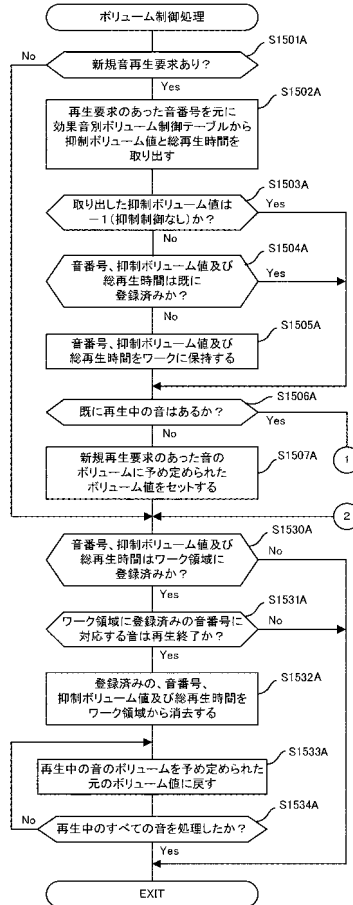 ボリューム制御処理
S1501A
No
新規音再生要求あり？
Yes
S1502A
再生要求のあった音番号を元に
効果音別ボリューム制御テーブルから
抑制ボリューム値と総再生時間を
取り出す
S1503A
取り出した抑制ボリューム値は
Yes
－1(抑制制御なし)か？
No
S1504A
音番号、抑制ボリューム値及び
Yes
総再生時間は既に
登録済みか？
No
S1505A
音番号、抑制ボリューム値及び
総再生時間をワークに保持する
S1506A
既に再生中の音はあるか？
Yes
No
1
S1507A
新規再生要求のあった音の
ボリュームに予め定められた
ボリューム値をセットする
2
S1530A
音番号、抑制ボリューム値及び
No
総再生時間はワーク領域に
登録済みか？
Yes
S1531A
ワーク領域に登録済みの音番号に
No
対応する音は再生終了か？
Yes
S1532A
登録済みの、音番号、
抑制ボリューム値及び総再生時間を
ワーク領域から消去する
S1533A
再生中の音のボリュームを予め定められた
元のボリューム値に戻す
S1534A
No
再生中のすべての音を処理したか？
Yes
EXIT